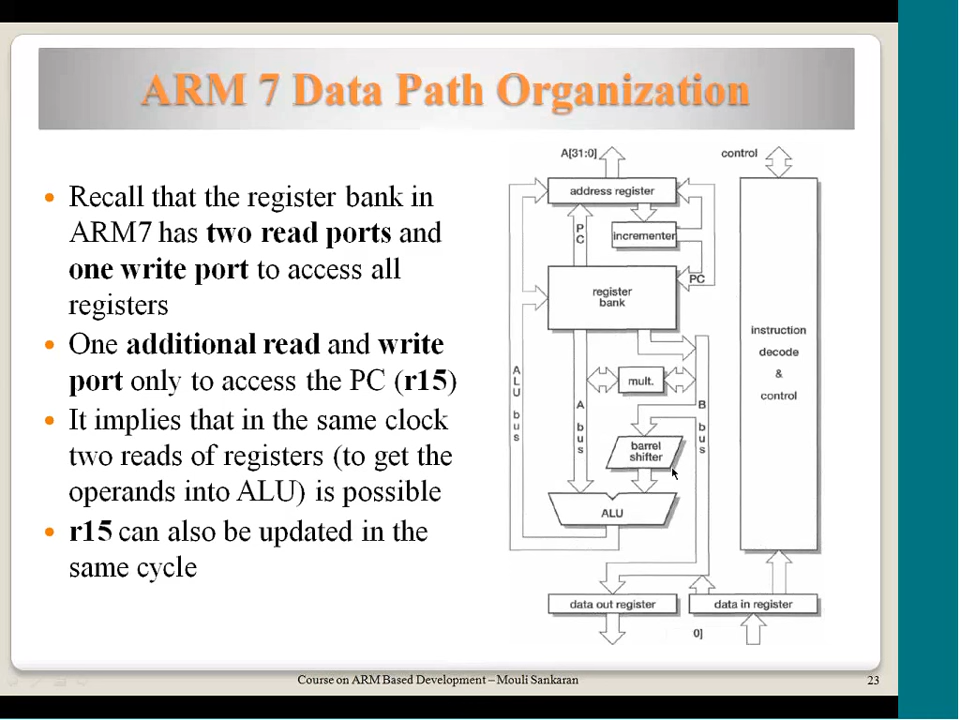 ARM 7 Data Path Organization
• Recall that the register bank in
ARM7 has two read ports and
one write port to access all
registers
• One additional read and write
port only to access the PC (r15)
• It implies that in the same clock
two reads of registers (to get the
operands into ALU) is possible
• r15 can also be updated in the
same cycle
A[31:0]
control
address register
PC
incrementer
PC
register
bank
instruction
decode
&
control
ALU bus
A bus
mult.
B bus
barrel
shifter
ALU
data out register
data in register
0]
Course on ARM Based Development – Mouli Sankaran
23